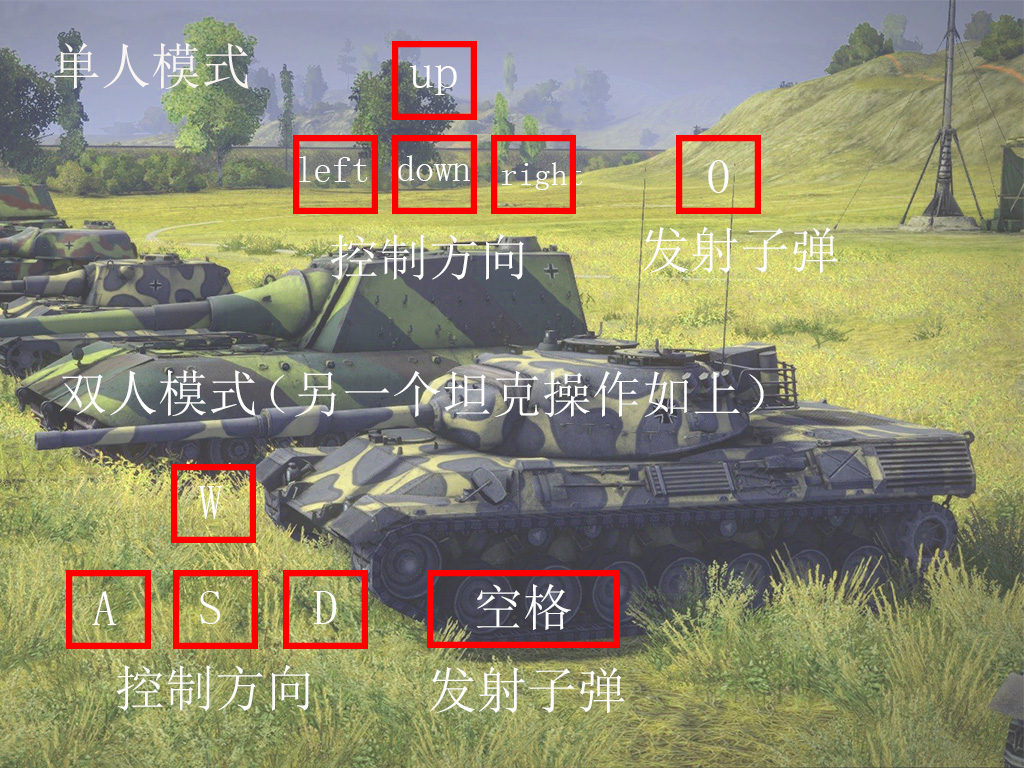 单人模式
up
left down right 0
控制方向 发射子弹
双人模式(另一个坦克操作如上)
W
A S D 空格
控制方向 发射子弹